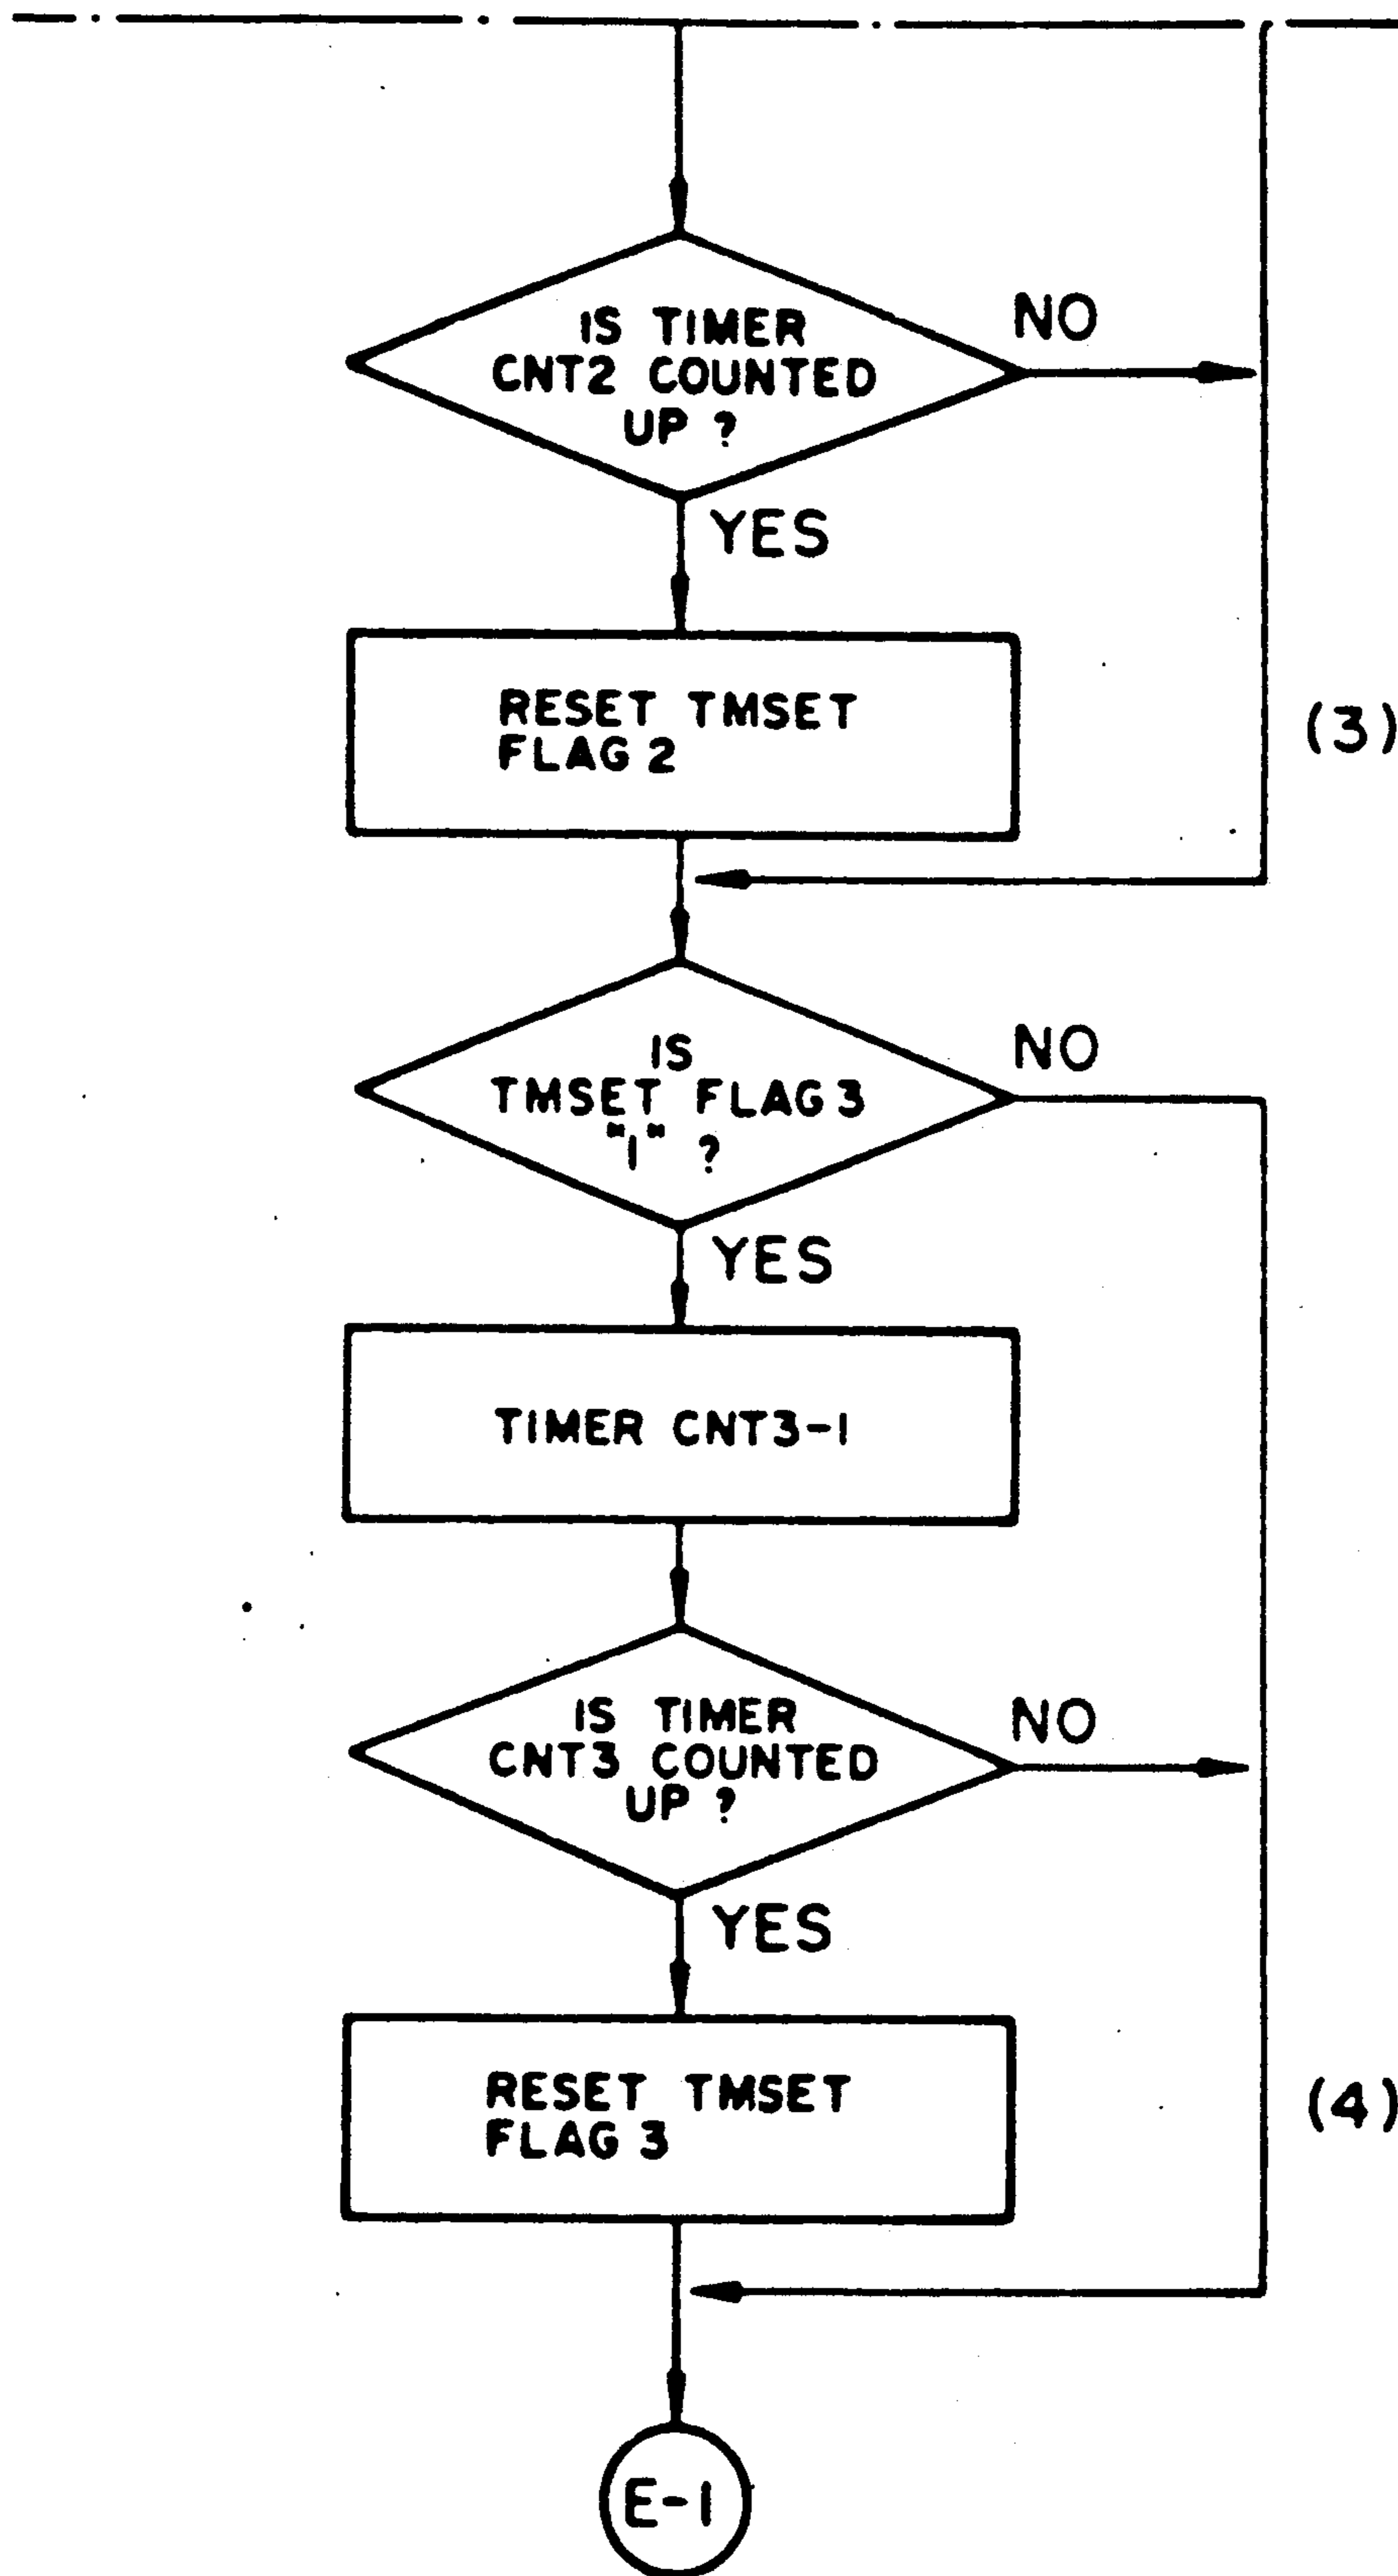 IS TIMER
CNT2 COUNTED
UP ?
NO
YES
RESET TMSET
FLAG 2
(3)
IS
TMSET FLAG 3
"1" ?
NO
YES
TIMER CNT3-1
IS TIMER
CNT3 COUNTED
UP ?
NO
YES
RESET TMSET
FLAG 3
(4)
E-1